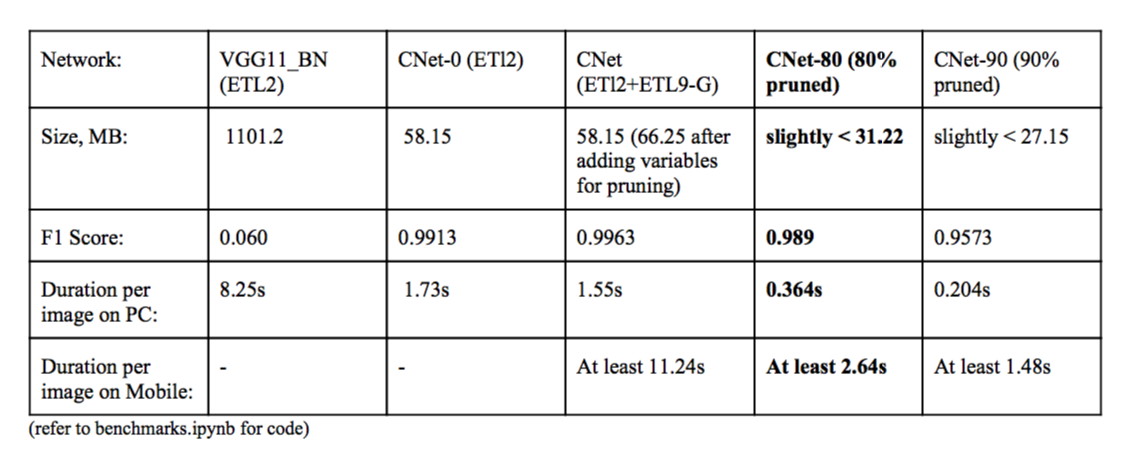 Network:
VGG11_BN
(ETL2)
CNet-0 (ETl2)
CNet
(ETl2+ETL9-G)
CNet-80 (80%
pruned)
CNet-90 (90%
pruned)
Size, MB:
1101.2
58.15
58.15 (66.25 after
adding variables
for pruning)
slightly < 31.22
slightly < 27.15
F1 Score:
0.060
0.9913
0.9963
0.989
0.9573
Duration per
image on PC:
8.25s
1.73s
1.55s
0.364s
0.204s
Duration per
image on Mobile:
-
-
At least 11.24s
At least 2.64s
At least 1.48s
(refer to benchmarks.ipynb for code)